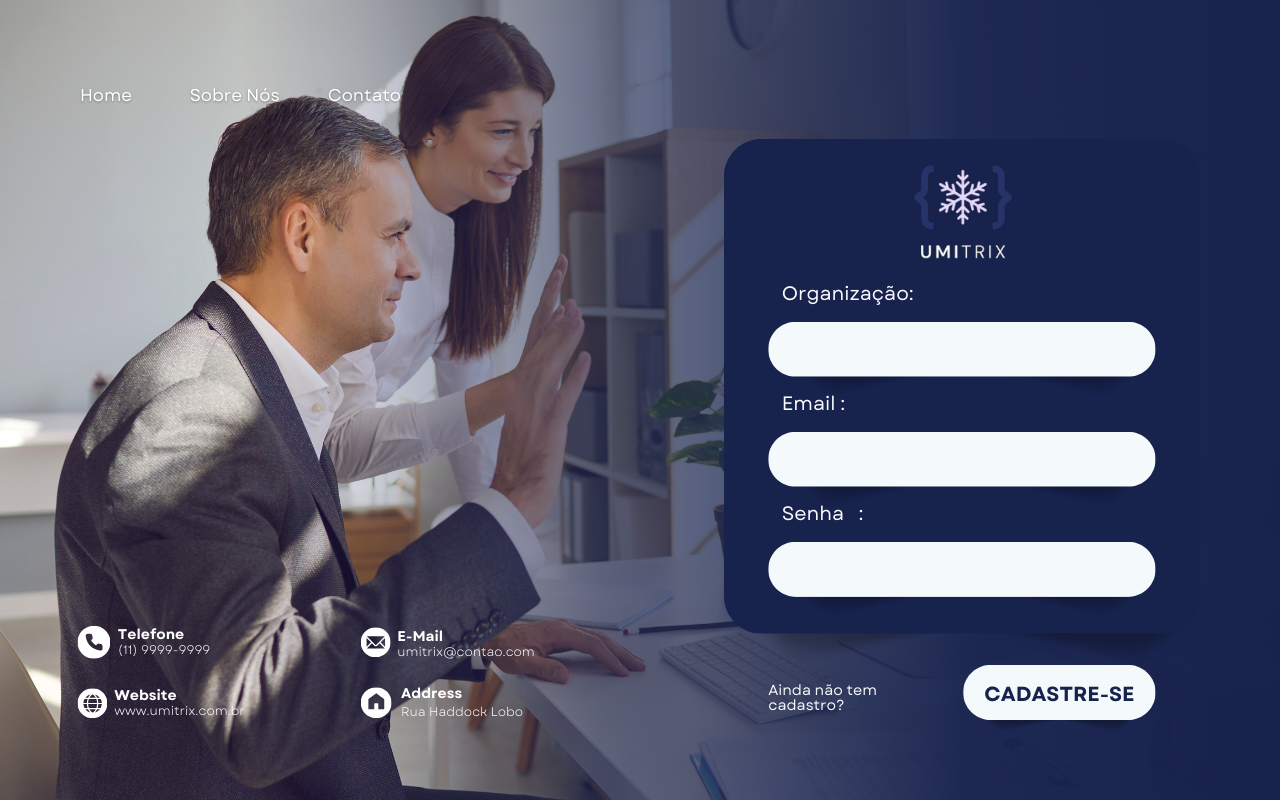 Home Sobre Nós Contato
UMITRIX
Organização:
Email :
Senha :
Telefone
(11) 9999-9999
E-Mail
umitrix@contao.com
Website
www.umitrix.com.br
Address
Rua Haddock Lobo
Ainda não tem
cadastro?
CADASTRE-SE